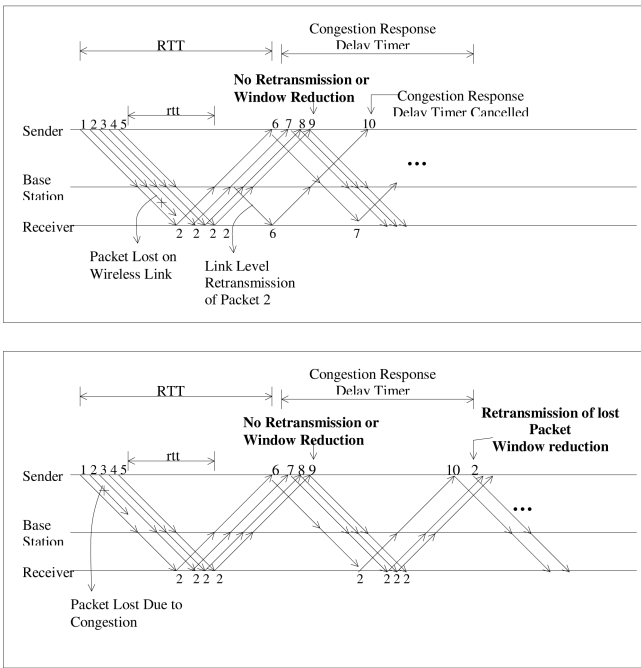 Congestion Response
Delay Timer
RTT
No Retransmission or
Window Reduction
Congestion Response
Delay Timer Cancelled
rtt
Sender
1 2 3 4 5
6 7 8 9
10
...
Base
Station
Receiver
2 2 2 2
6
7
Packet Lost on
Wireless Link
Link Level
Retransmission
of Packet 2
Congestion Response
Delay Timer
RTT
Retransmission of lost
Packet
Window reduction
No Retransmission or
Window Reduction
rtt
Sender
1 2 3 4 5
6 7 8 9
10 2
...
Base
Station
Receiver
2 2 2 2
2
2 2 2
Packet Lost Due to
Congestion